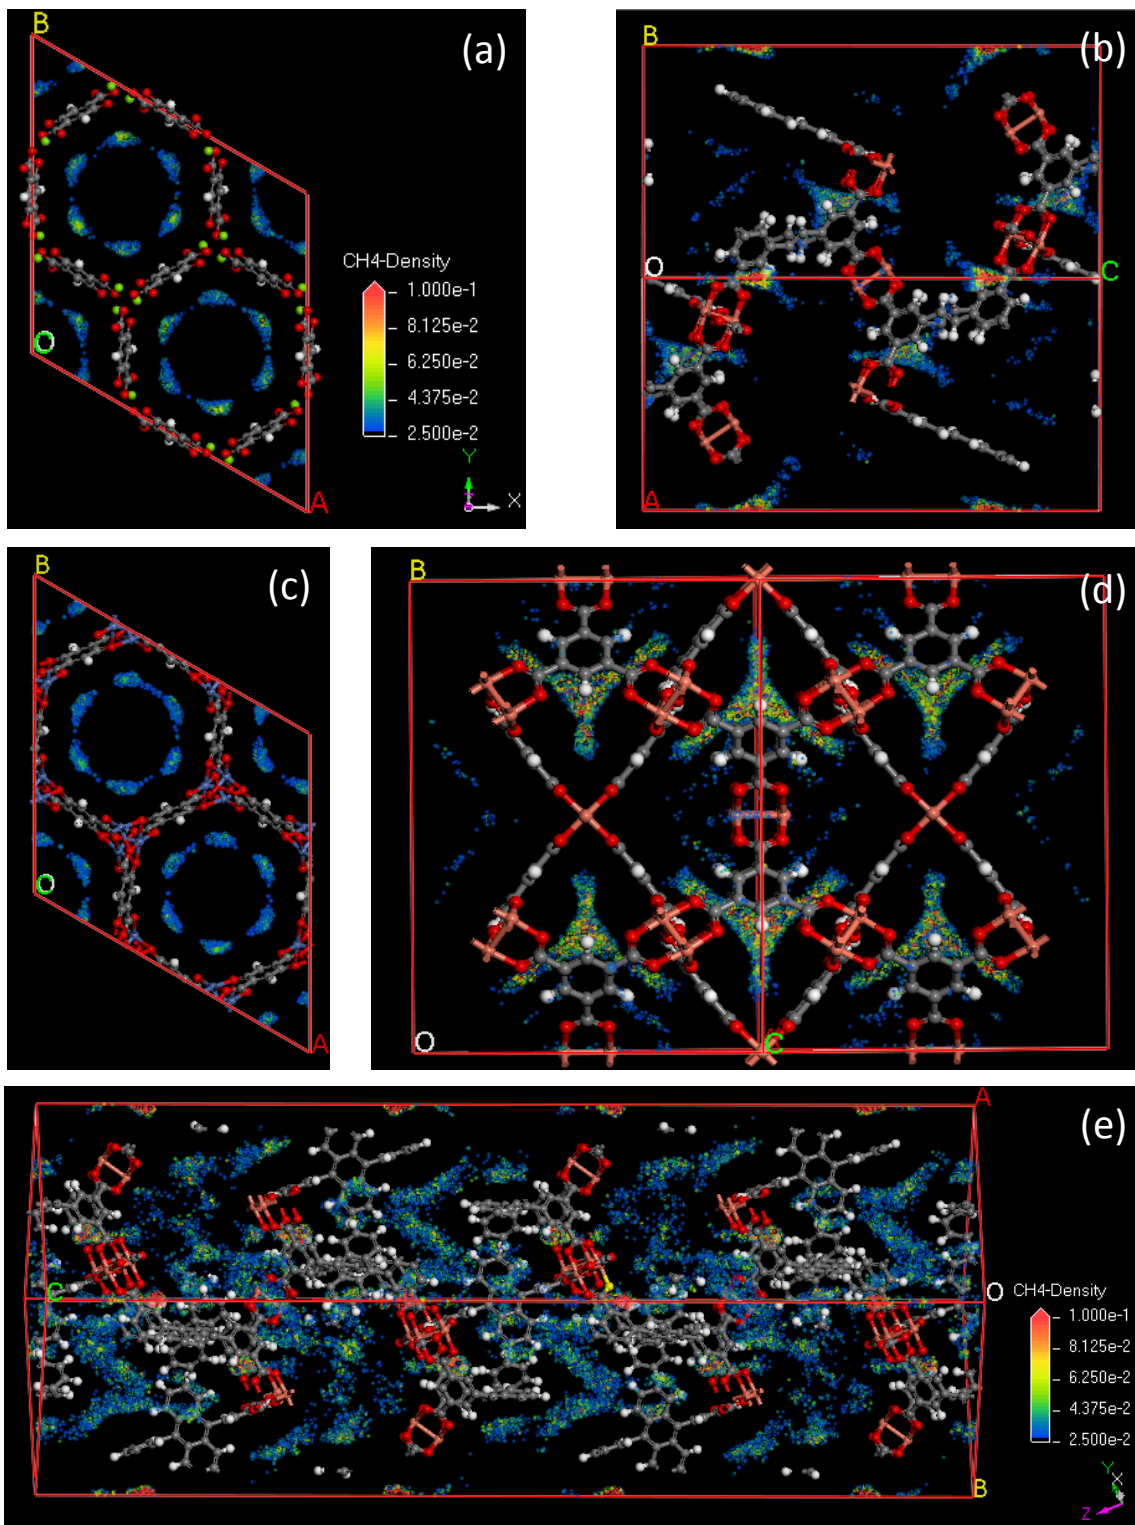 B
(a)
O
A
CH4-Density
1.000e-1
8.125e-2
6.250e-2
4.375e-2
2.500e-2
Y
Z
X
B
(b)
O
C
A
B
(c)
O
A
B
(d)
O
C
A
(e)
C
O
B
CH4-Density
1.000e-1
8.125e-2
6.250e-2
4.375e-2
2.500e-2
Y
X
Z